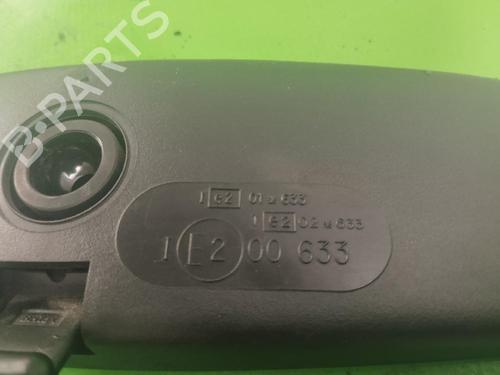 B-PARTS
I e2 01 м 633
I e2 02 м 633
I E2 00 633